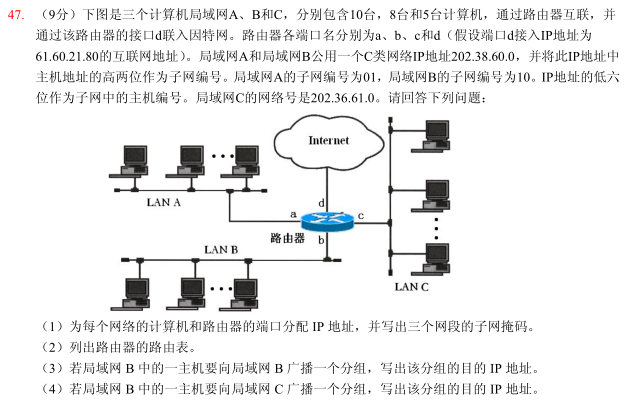 47. （9分）下图是三个计算机局域网A、B和C，分别包含10台，8台和5台计算机，通过路由器互联，并
通过该路由器的接口d联入因特网。路由器各端口名分别为a、b、c和d（假设端口d接入IP地址为
61.60.21.80的互联网地址）。局域网A和局域网B公用一个C类网络IP地址202.38.60.0，并将此IP地址中
主机地址的高两位作为子网编号。局域网A的子网编号为01，局域网B的子网编号为10。IP地址的低六
位作为子网中的主机编号。局域网C的网络号是202.36.61.0。请回答下列问题：
Internet
LAN A
d
a
c
路由器
b
LAN B
LAN C
（1）为每个网络的计算机和路由器的端口分配 IP 地址，并写出三个网段的子网掩码。
（2）列出路由器的路由表。
（3）若局域网 B 中的一主机要向局域网 B 广播一个分组，写出该分组的目的 IP 地址。
（4）若局域网 B 中的一主机要向局域网 C 广播一个分组，写出该分组的目的 IP 地址。